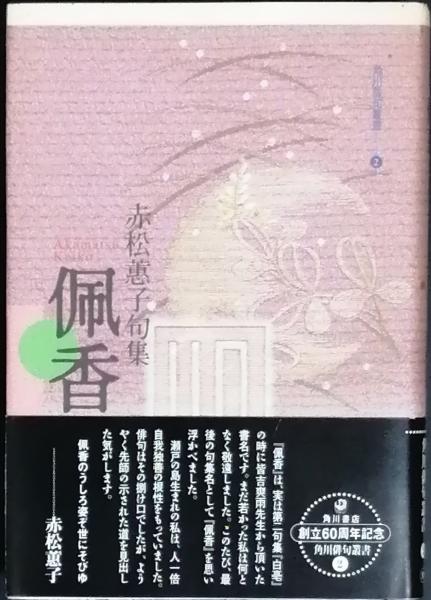 角川俳句叢書
2
赤松蕙子句集
Akamatsu
Keiko
佩香
『佩香』は、実は第二句集『白毫』
の時に皆吉爽雨先生から頂いた
書名です。まだ若かった私は何と
なく敬遠しました。このたび、最
後の句集名として『佩香』を思い
浮かべました。
瀬戸の島生まれの私は、人一倍
自我独善の根性をもっていました。
俳句はその捌け口でしたが、よう
やく先師の示された道を見出し
た気がします。
佩香のうしろ姿ぞ世にそびゆ
赤松蕙子
角川書店
創立60周年記念
角川俳句叢書
2